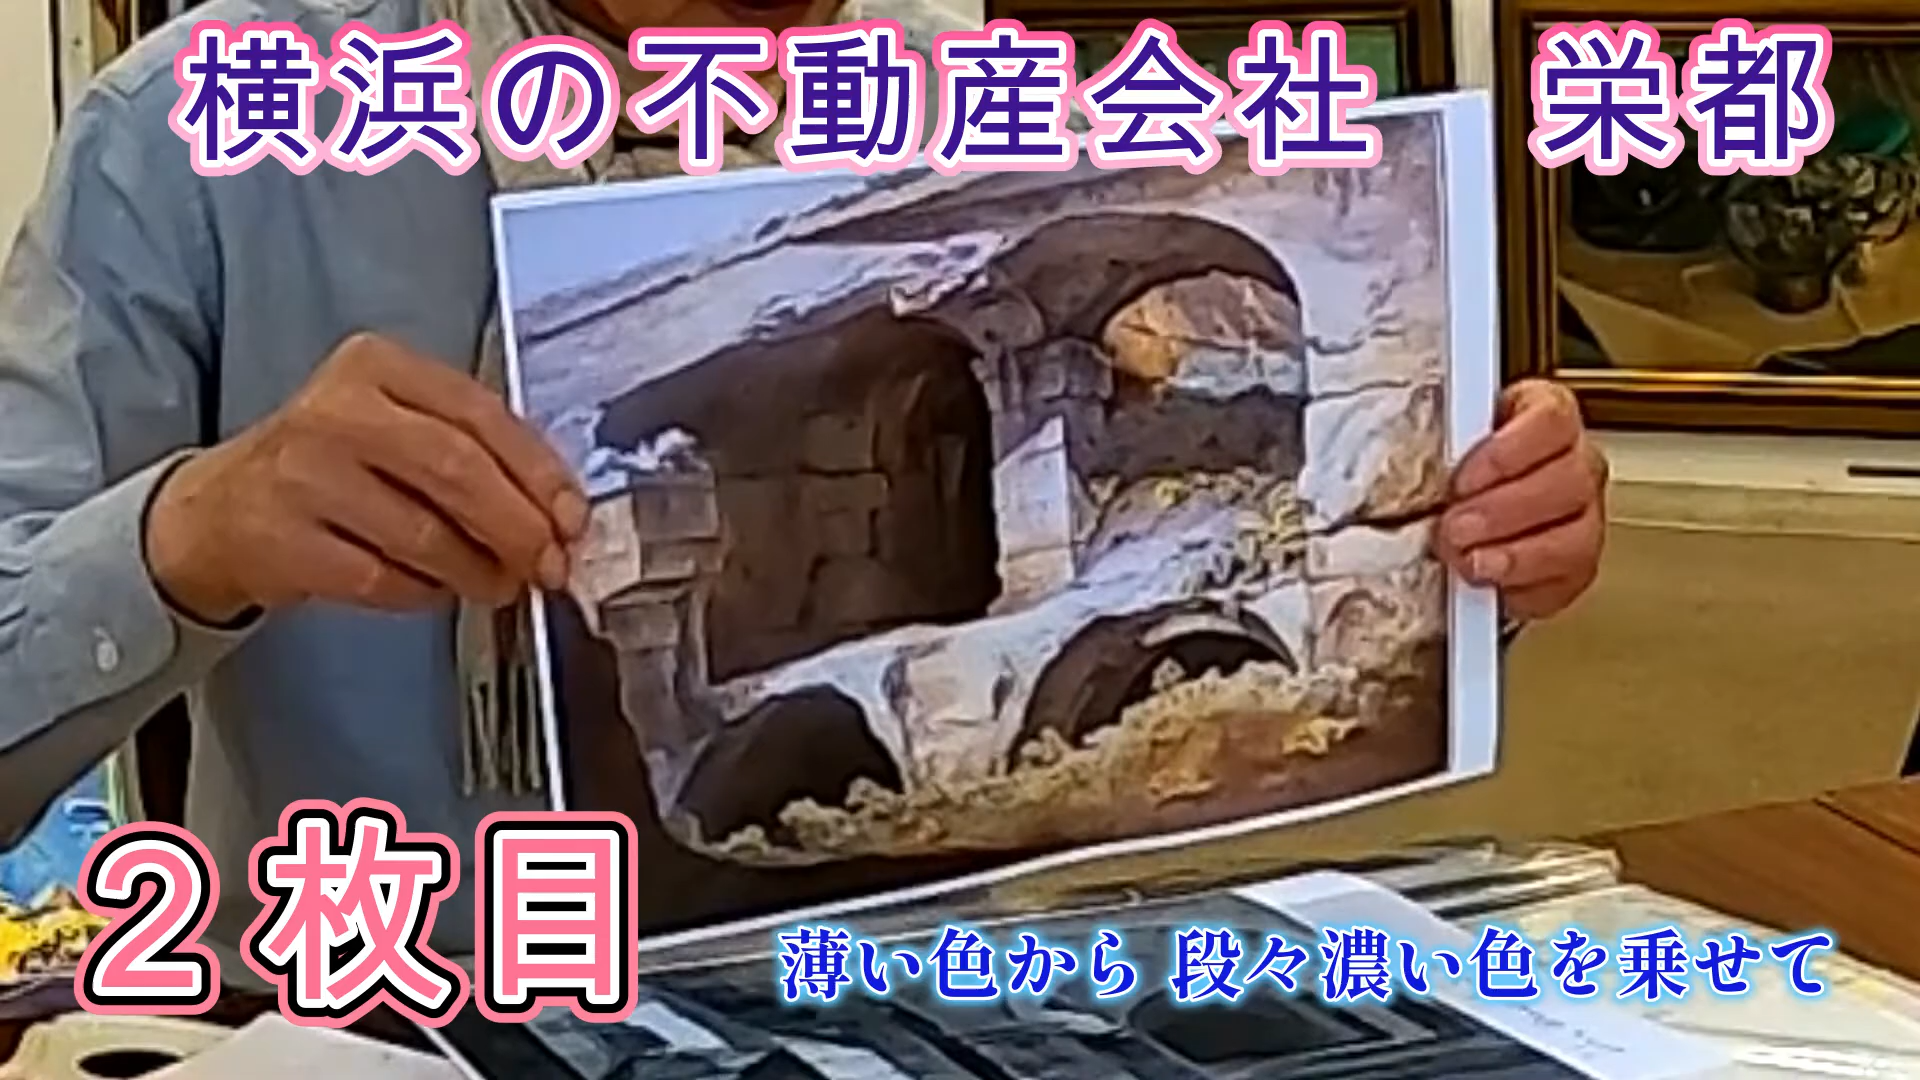 横浜の不動産会社　栄都
２枚目
薄い色から 段々濃い色を乗せて